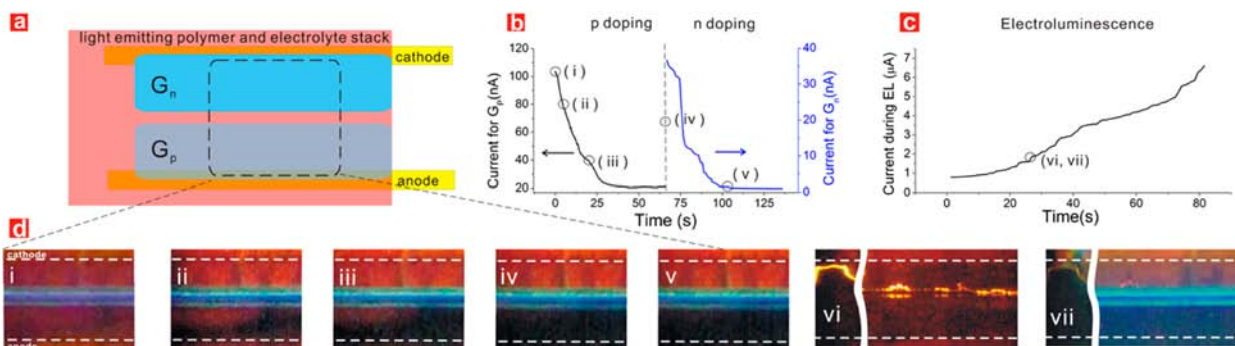 a
light emitting polymer and electrolyte stack
cathode
Gn
Gp
anode
b
p doping
n doping
Current for Gp(nA)
120
100
80
60
40
20
(i)
(ii)
(iii)
(iv)
(v)
0
25
50
75
100
125
Time (s)
40
30
20
10
0
Current for Gn(nA)
c
Electroluminescence
Current during EL (μA)
7
6
5
4
3
2
1
0
(vi, vii)
0
20
40
60
80
Time(s)
d
cathode
i
ii
iii
iv
v
vi
vii
anode